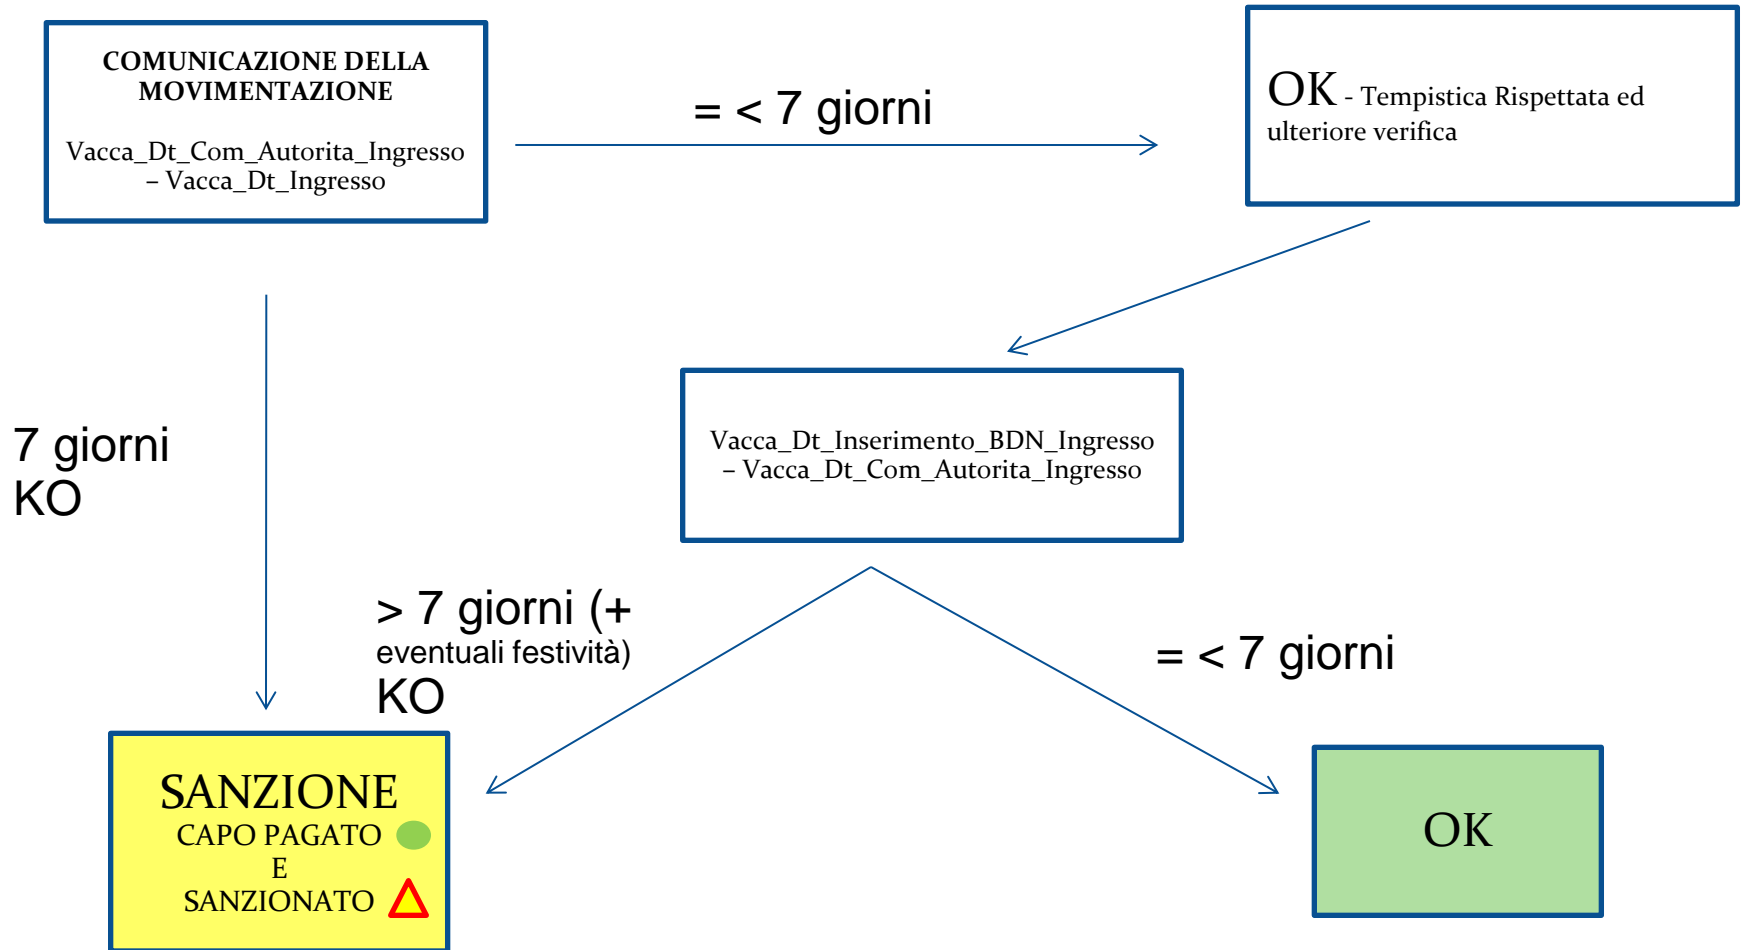 COMUNICAZIONE DELLA
MOVIMENTAZIONE
Vacca_Dt_Com_Autorita_Ingresso
– Vacca_Dt_Ingresso
= < 7 giorni
OK - Tempistica Rispettata ed
ulteriore verifica
7 giorni
KO
Vacca_Dt_Inserimento_BDN_Ingresso
– Vacca_Dt_Com_Autorita_Ingresso
> 7 giorni (+
eventuali festività)
KO
= < 7 giorni
SANZIONE
CAPO PAGATO
E
SANZIONATO
OK